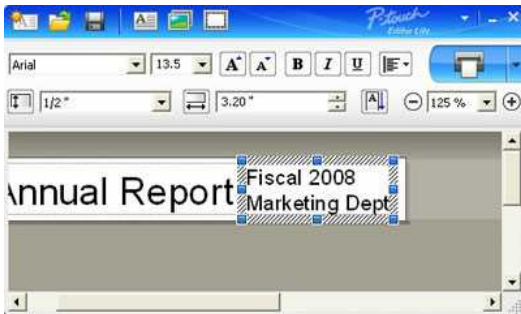 P-touch
Editor Lite
Arial
13.5
A
A
B
I
U
1/2 "
3.20 "
A
125 %
Annual Report
Fiscal 2008
Marketing Dept